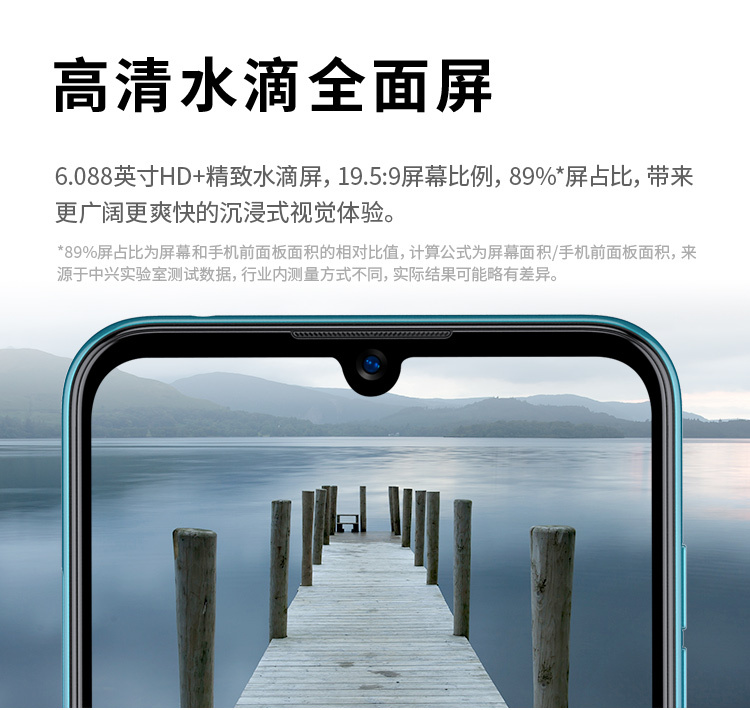 高清水滴全面屏
6.088英寸HD+精致水滴屏，19.5:9屏幕比例，89%*屏占比，带来
更广阔更爽快的沉浸式视觉体验。
*89%屏占比为屏幕和手机前面板面积的相对比值，计算公式为屏幕面积/手机前面板面积，来
源于中兴实验室测试数据，行业内测量方式不同，实际结果可能略有差异。